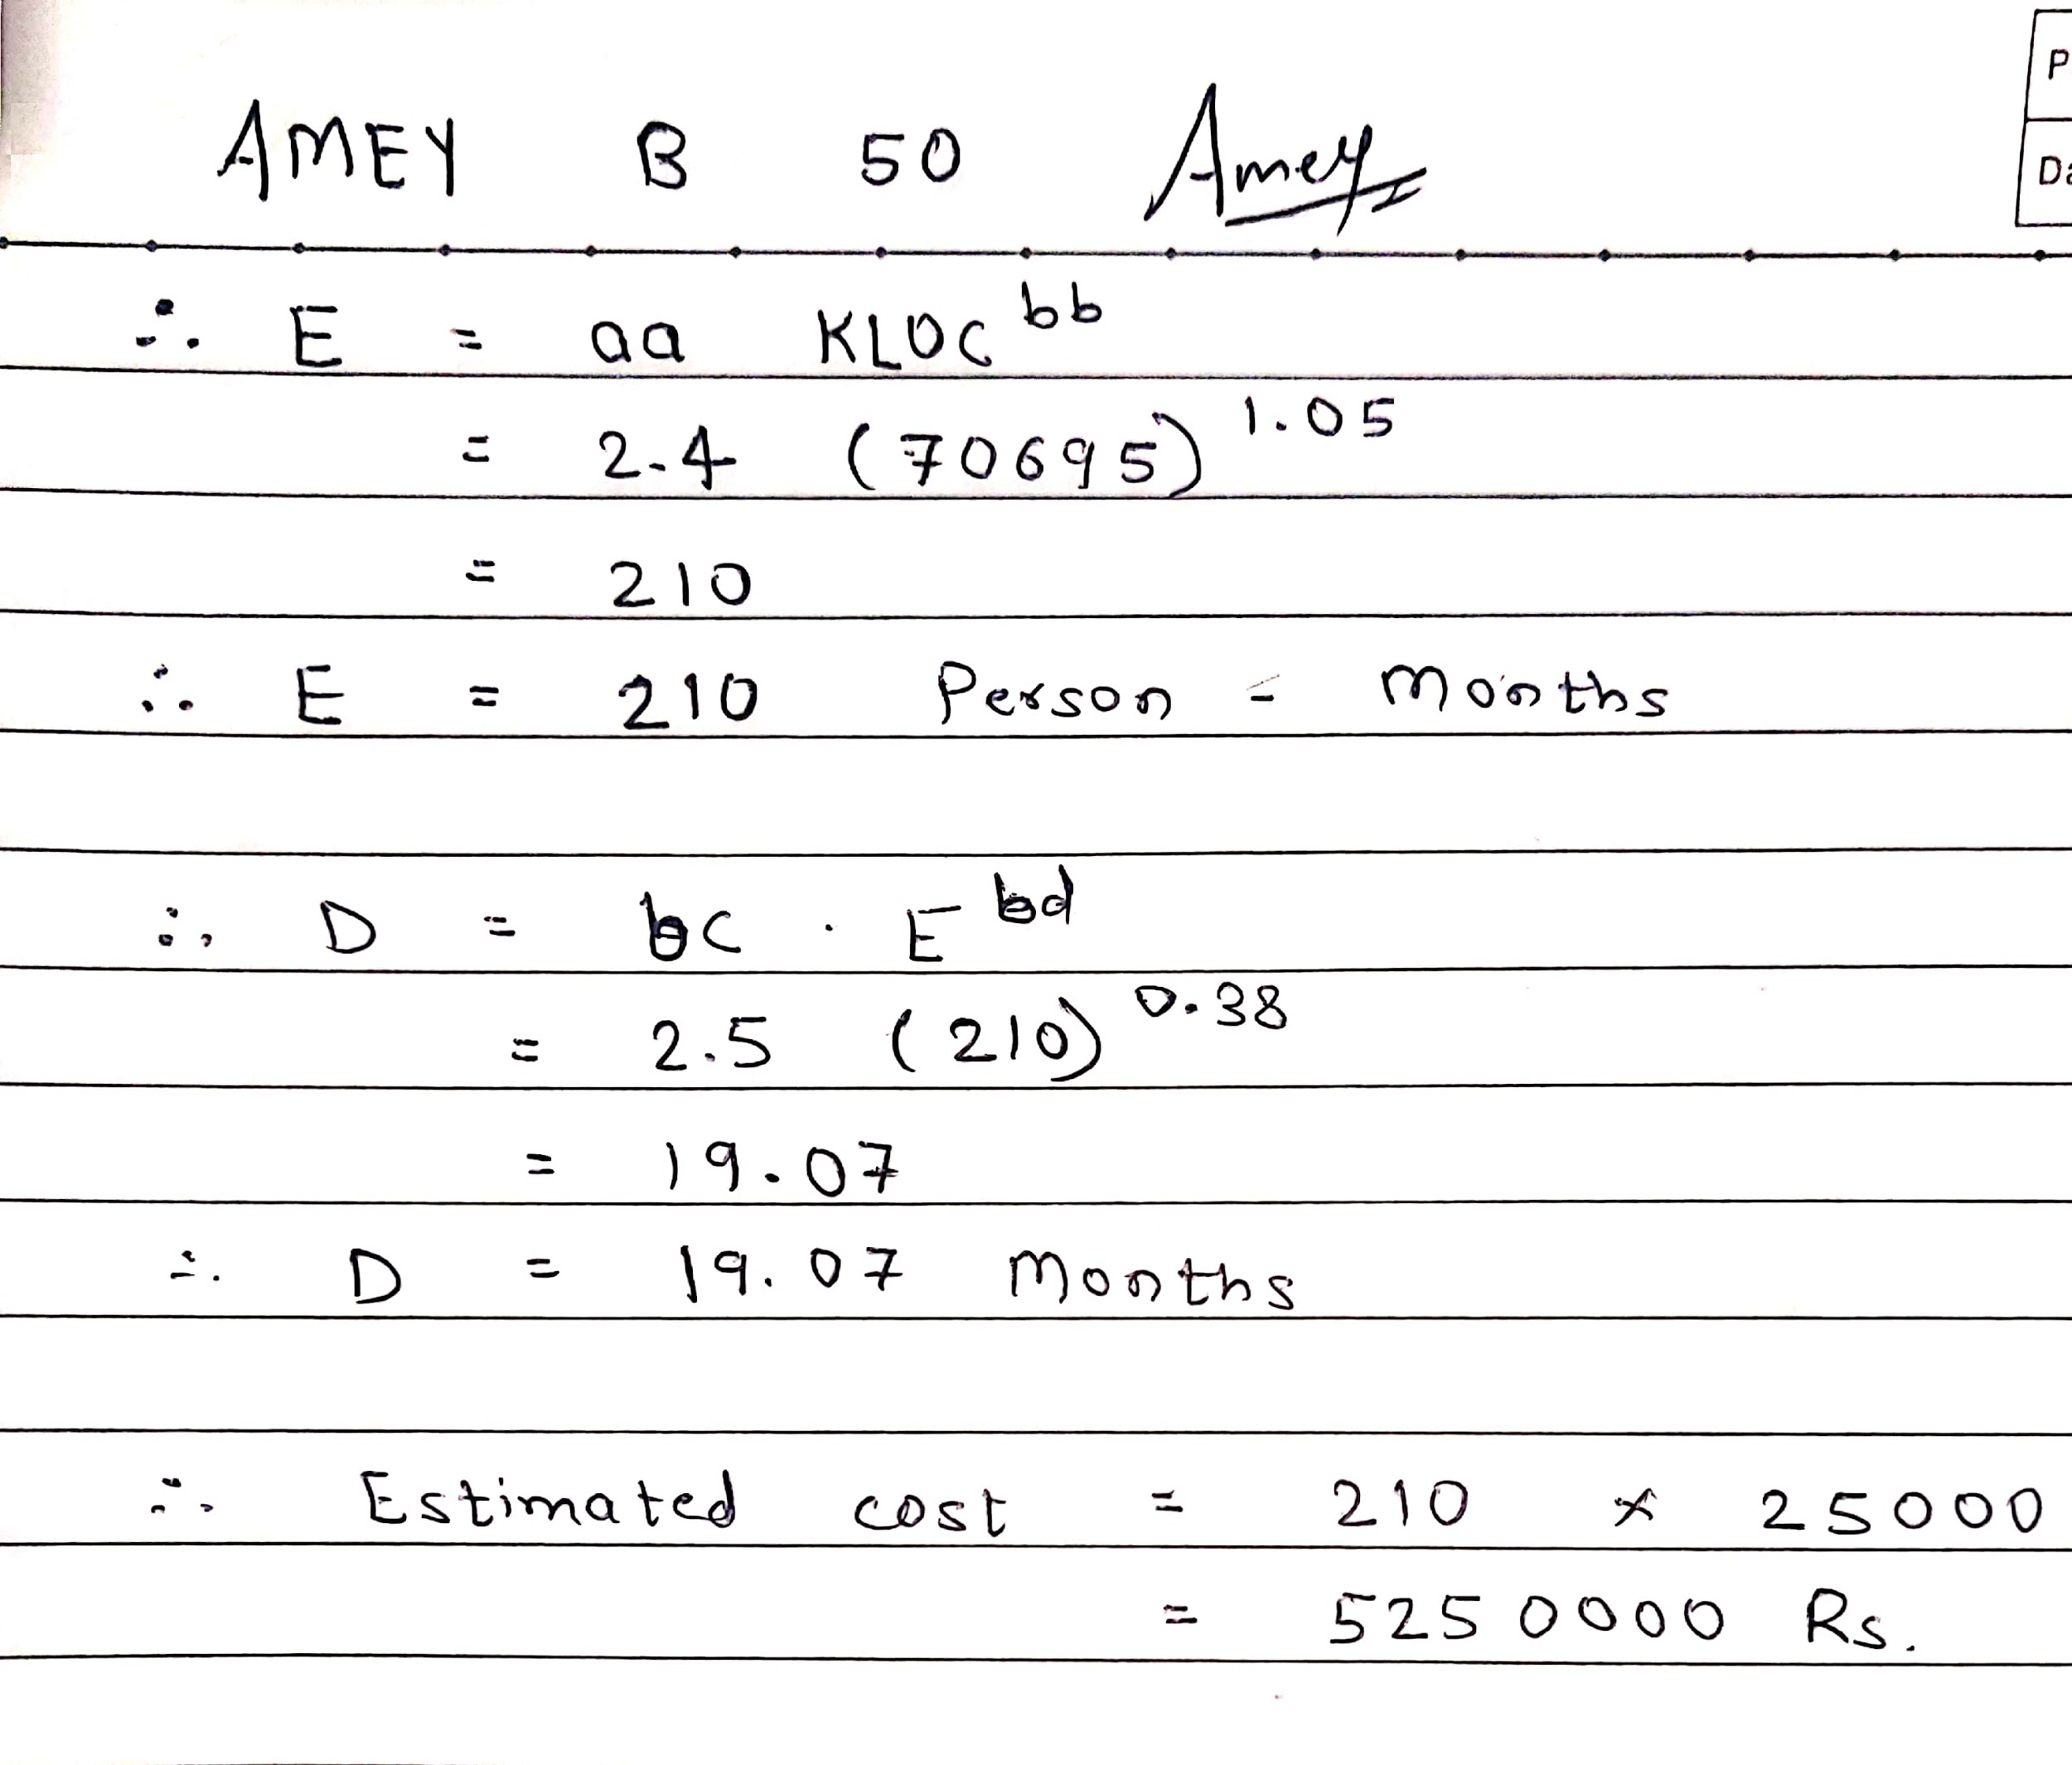 P
AMEY B 50 Amey
Da
∴ E = aa KLOC^bb
= 2.4 (70695)^1.05
= 210
∴ E = 210 Person - Months
∴ D = bc . E^bd
= 2.5 (210)^0.38
= 19.07
∴ D = 19.07 Months
∴ Estimated cost = 210 * 25000
= 5250000 Rs.